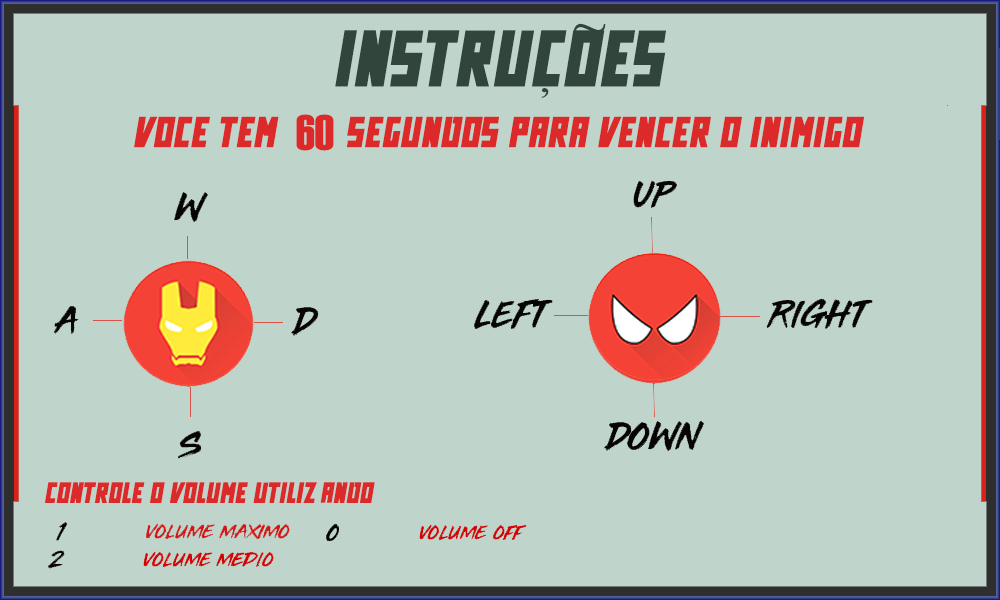 INSTRUÇÕES
VOCE TEM 60 SEGUNDOS PARA VENCER O INIMIGO
W
A D
S
UP
LEFT RIGHT
DOWN
CONTROLE O VOLUME UTILIZ ANDO
1 VOLUME MAXIMO 0 VOLUME OFF
2 VOLUME MEDIO